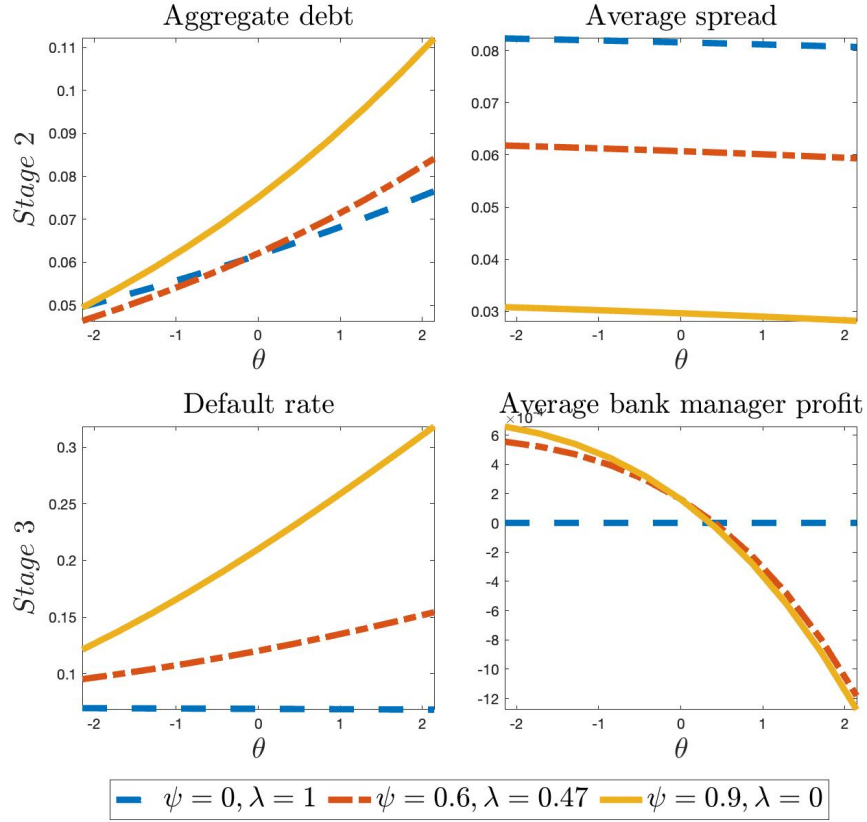 Aggregate debt
Average spread
Stage 2
0.11
0.1
0.09
0.08
0.07
0.06
0.05
-2 -1 0 1 2
θ
0.08
0.07
0.06
0.05
0.04
0.03
-2 -1 0 1 2
θ
Default rate
Average bank manager profit
Stage 3
0.3
0.25
0.2
0.15
0.1
-2 -1 0 1 2
θ
×10⁻⁴
6
4
2
0
-2
-4
-6
-8
-10
-12
-2 -1 0 1 2
θ
ψ = 0, λ = 1 ψ = 0.6, λ = 0.47 ψ = 0.9, λ = 0